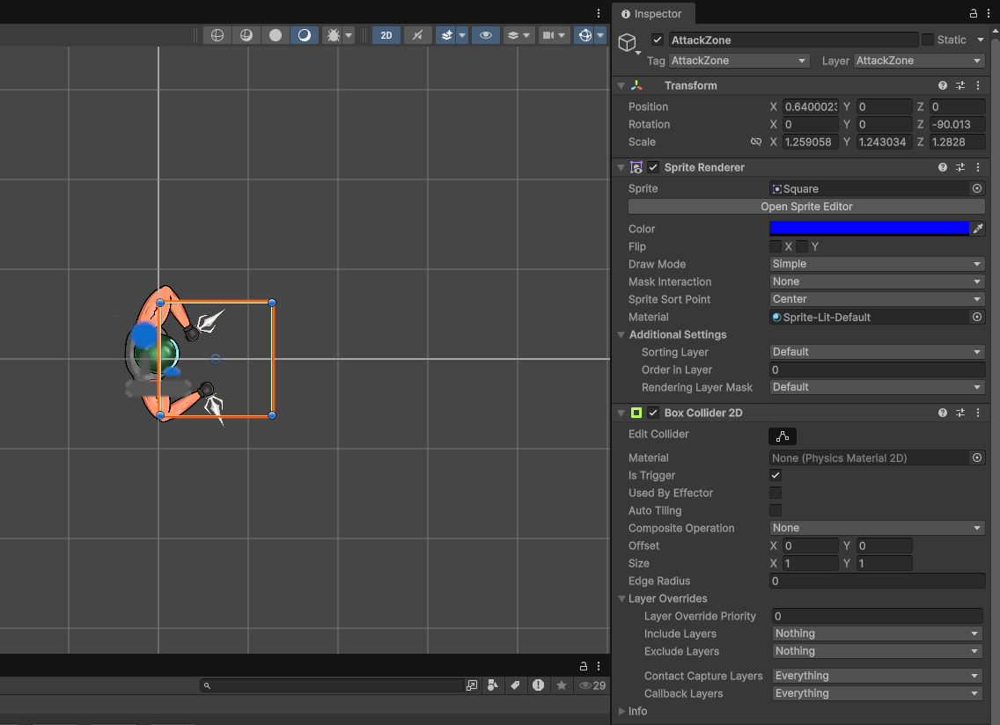 Inspector
2D
AttackZone Static
Tag AttackZone Layer AttackZone
Transform
Position X 0.6400023 Y 0 Z 0
Rotation X 0 Y 0 Z -90.013
Scale X 1.259058 Y 1.243034 Z 1.2828
Sprite Renderer
Sprite Square
Open Sprite Editor
Color
Flip X Y
Draw Mode Simple
Mask Interaction None
Sprite Sort Point Center
Material Sprite-Lit-Default
Additional Settings
Sorting Layer Default
Order in Layer 0
Rendering Layer Mask Default
Box Collider 2D
Edit Collider
Material None (Physics Material 2D)
Is Trigger
Used By Effector
Auto Tiling
Composite Operation None
Offset X 0 Y 0
Size X 1 Y 1
Edge Radius 0
Layer Overrides
Layer Override Priority 0
Include Layers Nothing
Exclude Layers Nothing
Contact Capture Layers Everything
29
Callback Layers Everything
Info